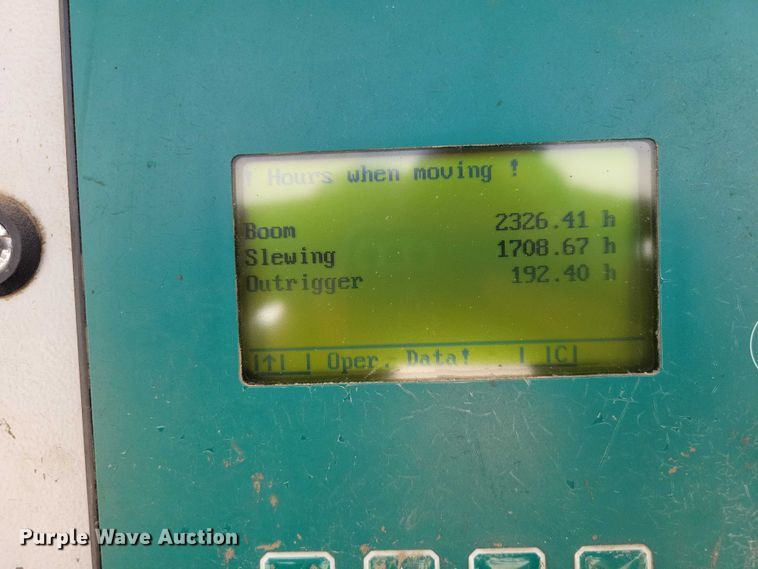 ! Hours when moving !
Boom 2326.41 h
Slewing 1708.67 h
Outrigger 192.40 h
|↑| | Oper. Data! | |C|
Purple Wave Auction®